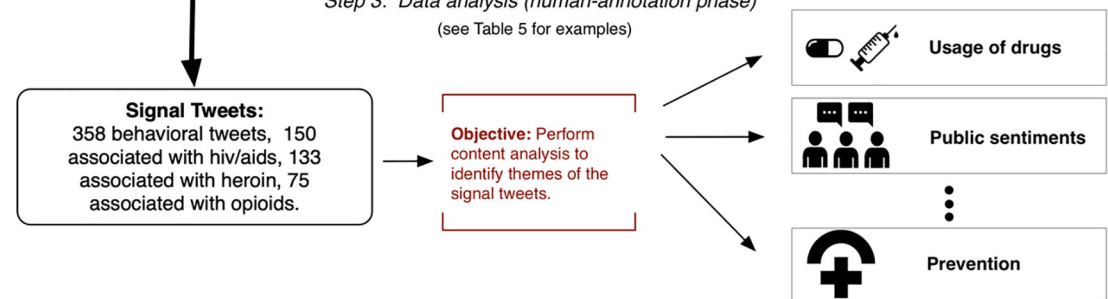 Step 3: Data analysis (human-annotation phase)
(see Table 5 for examples)
Signal Tweets:
358 behavioral tweets, 150
associated with hiv/aids, 133
associated with heroin, 75
associated with opioids.
Objective: Perform
content analysis to
identify themes of the
signal tweets.
Usage of drugs
Public sentiments
Prevention